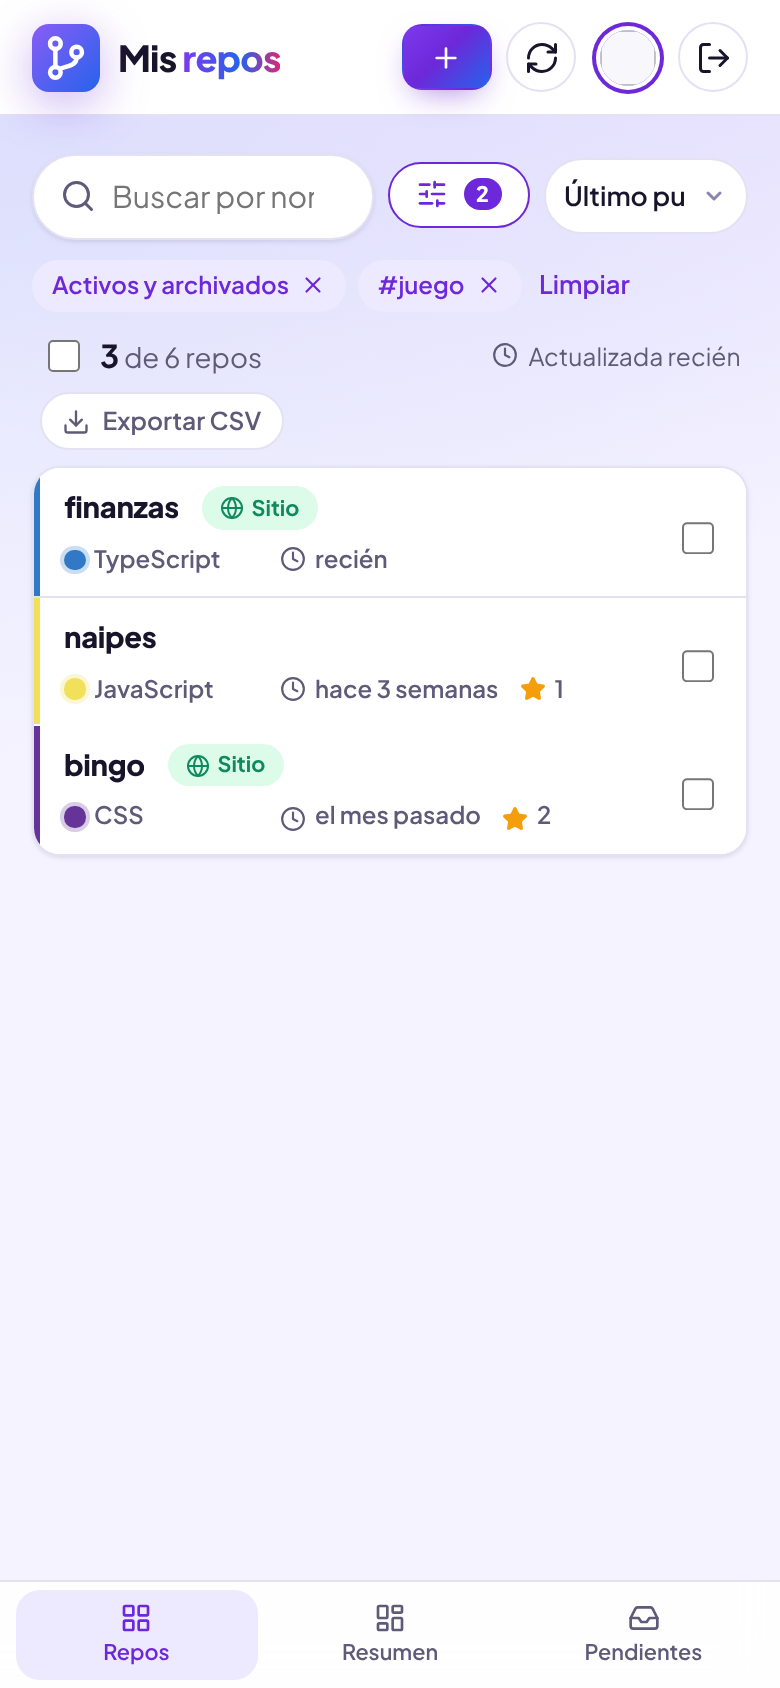 Mis repos
Buscar por nor
2
Último pu
Activos y archivados
#juego
Limpiar
3 de 6 repos
Actualizada recién
Exportar CSV
finanzas
Sitio
TypeScript
recién
naipes
JavaScript
hace 3 semanas
1
bingo
Sitio
CSS
el mes pasado
2
Repos
Resumen
Pendientes